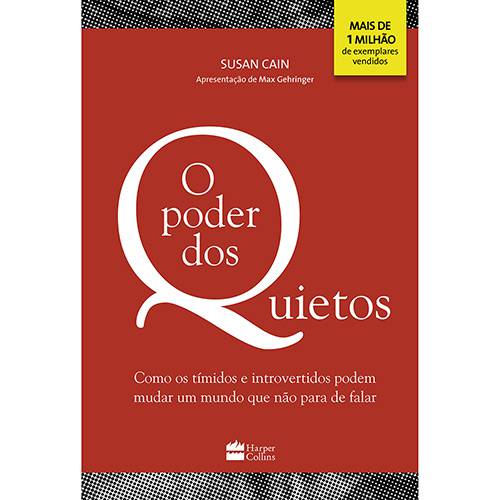 MAIS DE
1 MILHÃO
de exemplares
vendidos
SUSAN CAIN
Apresentação de Max Gehringer
O
poder
dos
Quietos
Como os tímidos e introvertidos podem
mudar um mundo que não para de falar
Harper
Collins